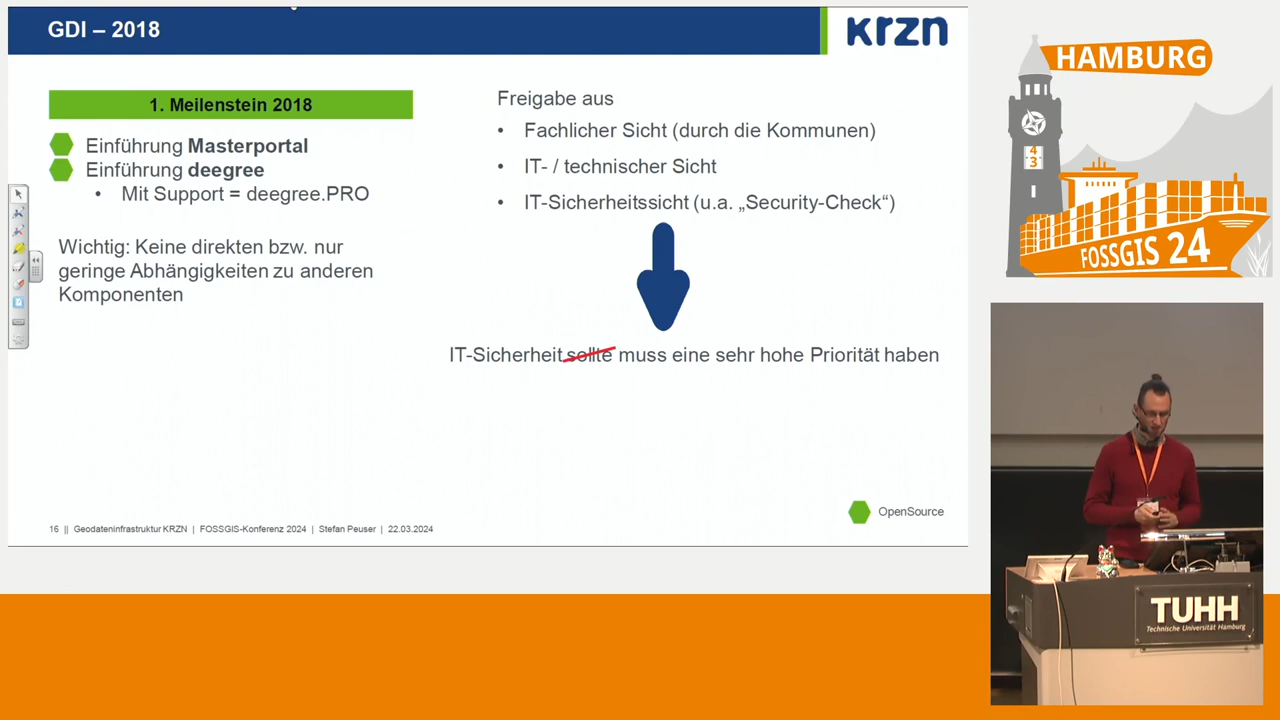 GDI – 2018
krzn
1. Meilenstein 2018
Einführung Masterportal
Einführung deegree
• Mit Support = deegree.PRO
Wichtig: Keine direkten bzw. nur
geringe Abhängigkeiten zu anderen
Komponenten
Freigabe aus
• Fachlicher Sicht (durch die Kommunen)
• IT- / technischer Sicht
• IT-Sicherheitssicht (u.a. „Security-Check“)
IT-Sicherheit sollte muss eine sehr hohe Priorität haben
OpenSource
16 || Geodateninfrastruktur KRZN | FOSSGIS-Konferenz 2024 | Stefan Peuser | 22.03.2024
HAMBURG
4
3
FOSSGIS 24
TUHH
Technische Universität Hamburg